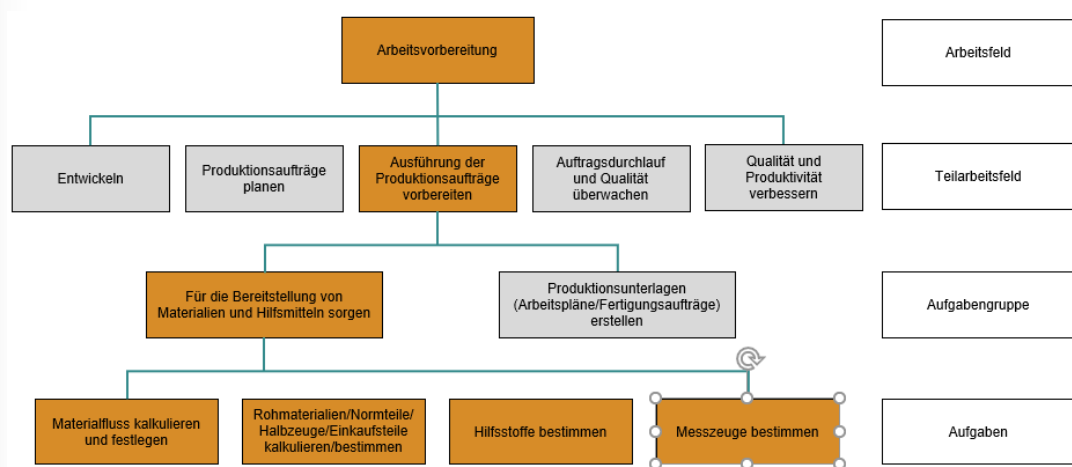 Arbeitsvorbereitung
Arbeitsfeld
Entwickeln
Produktionsaufträge
planen
Ausführung der
Produktionsaufträge
vorbereiten
Auftragsdurchlauf
und Qualität
überwachen
Qualität und
Produktivität
verbessern
Teilarbeitsfeld
Für die Bereitstellung von
Materialien und Hilfsmitteln sorgen
Produktionsunterlagen
(Arbeitspläne/Fertigungsaufträge)
erstellen
Aufgabengruppe
Materialfluss kalkulieren
und festlegen
Rohmaterialien/Normteile/
Halbzeuge/Einkaufsteile
kalkulieren/bestimmen
Hilfsstoffe bestimmen
Messzeuge bestimmen
Aufgaben